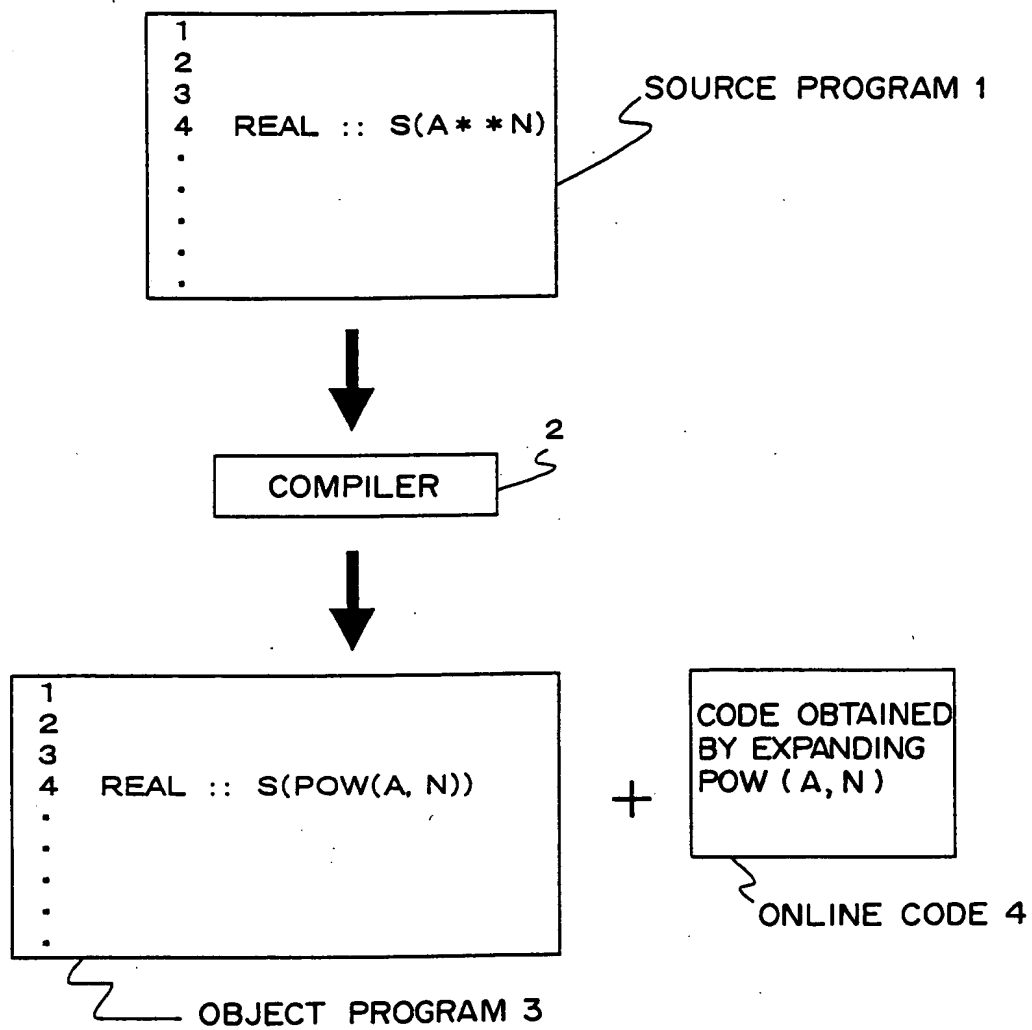 1
2
3
4 REAL :: S(A**N)
.
.
.
.
.
SOURCE PROGRAM 1
2
COMPILER
1
2
3
4 REAL :: S(POW(A, N))
.
.
.
.
.
+
CODE OBTAINED
BY EXPANDING
POW (A, N)
ONLINE CODE 4
OBJECT PROGRAM 3